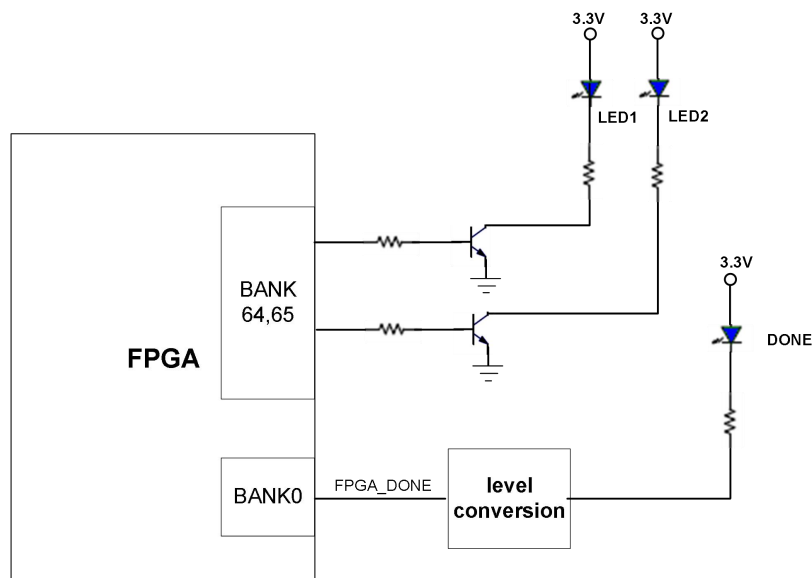 3.3V
3.3V
LED1
LED2
BANK
64,65
3.3V
FPGA
DONE
BANK0
FPGA_DONE
level
conversion